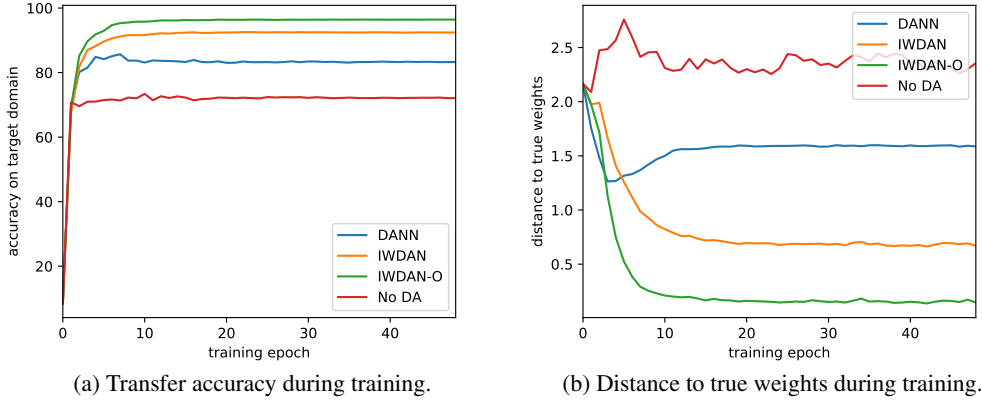 100
80
60
40
20
0
10
20
30
40
accuracy on target domain
training epoch
DANN
IWDAN
IWDAN-O
No DA
(a) Transfer accuracy during training.
2.5
2.0
1.5
1.0
0.5
0
10
20
30
40
distance to true weights
training epoch
DANN
IWDAN
IWDAN-O
No DA
(b) Distance to true weights during training.